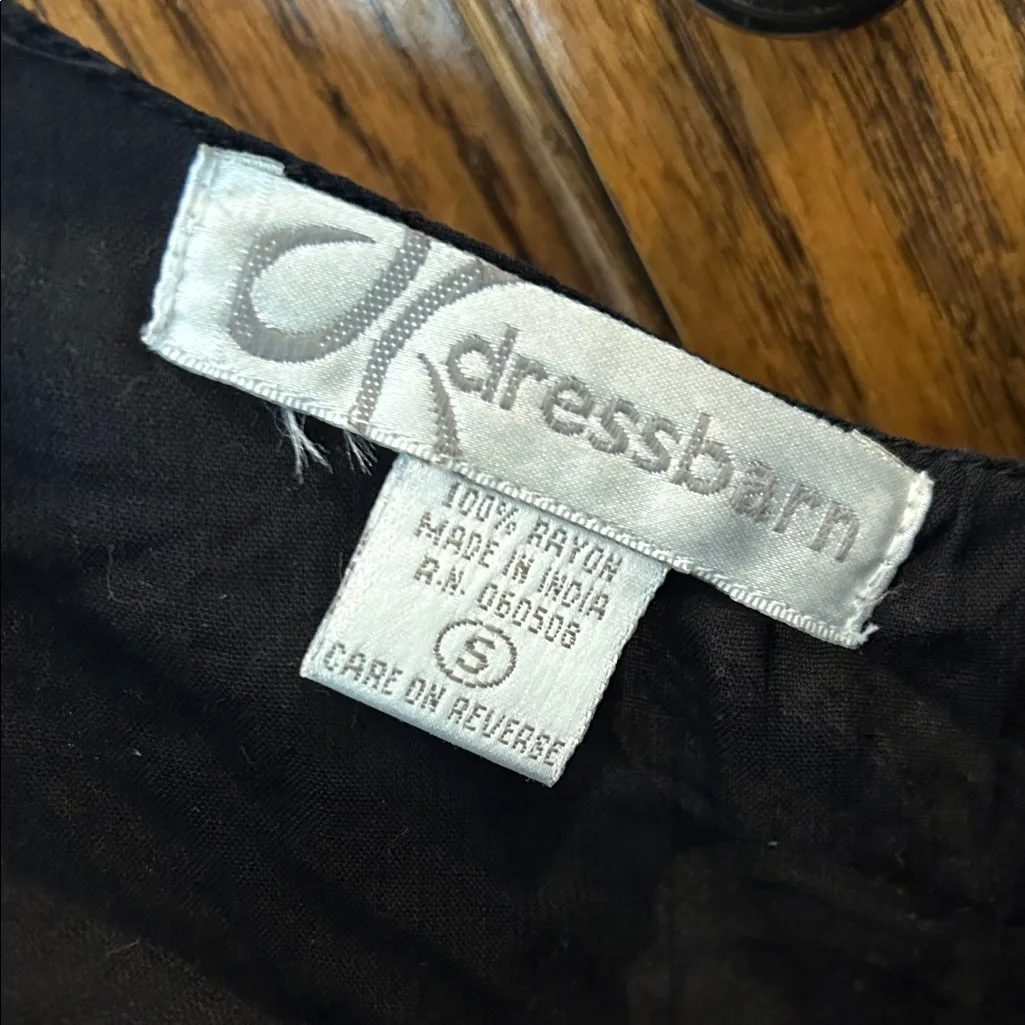 dressbarn
100% RAYON
MADE IN INDIA
R.N. 060508
S
CARE ON REVERSE